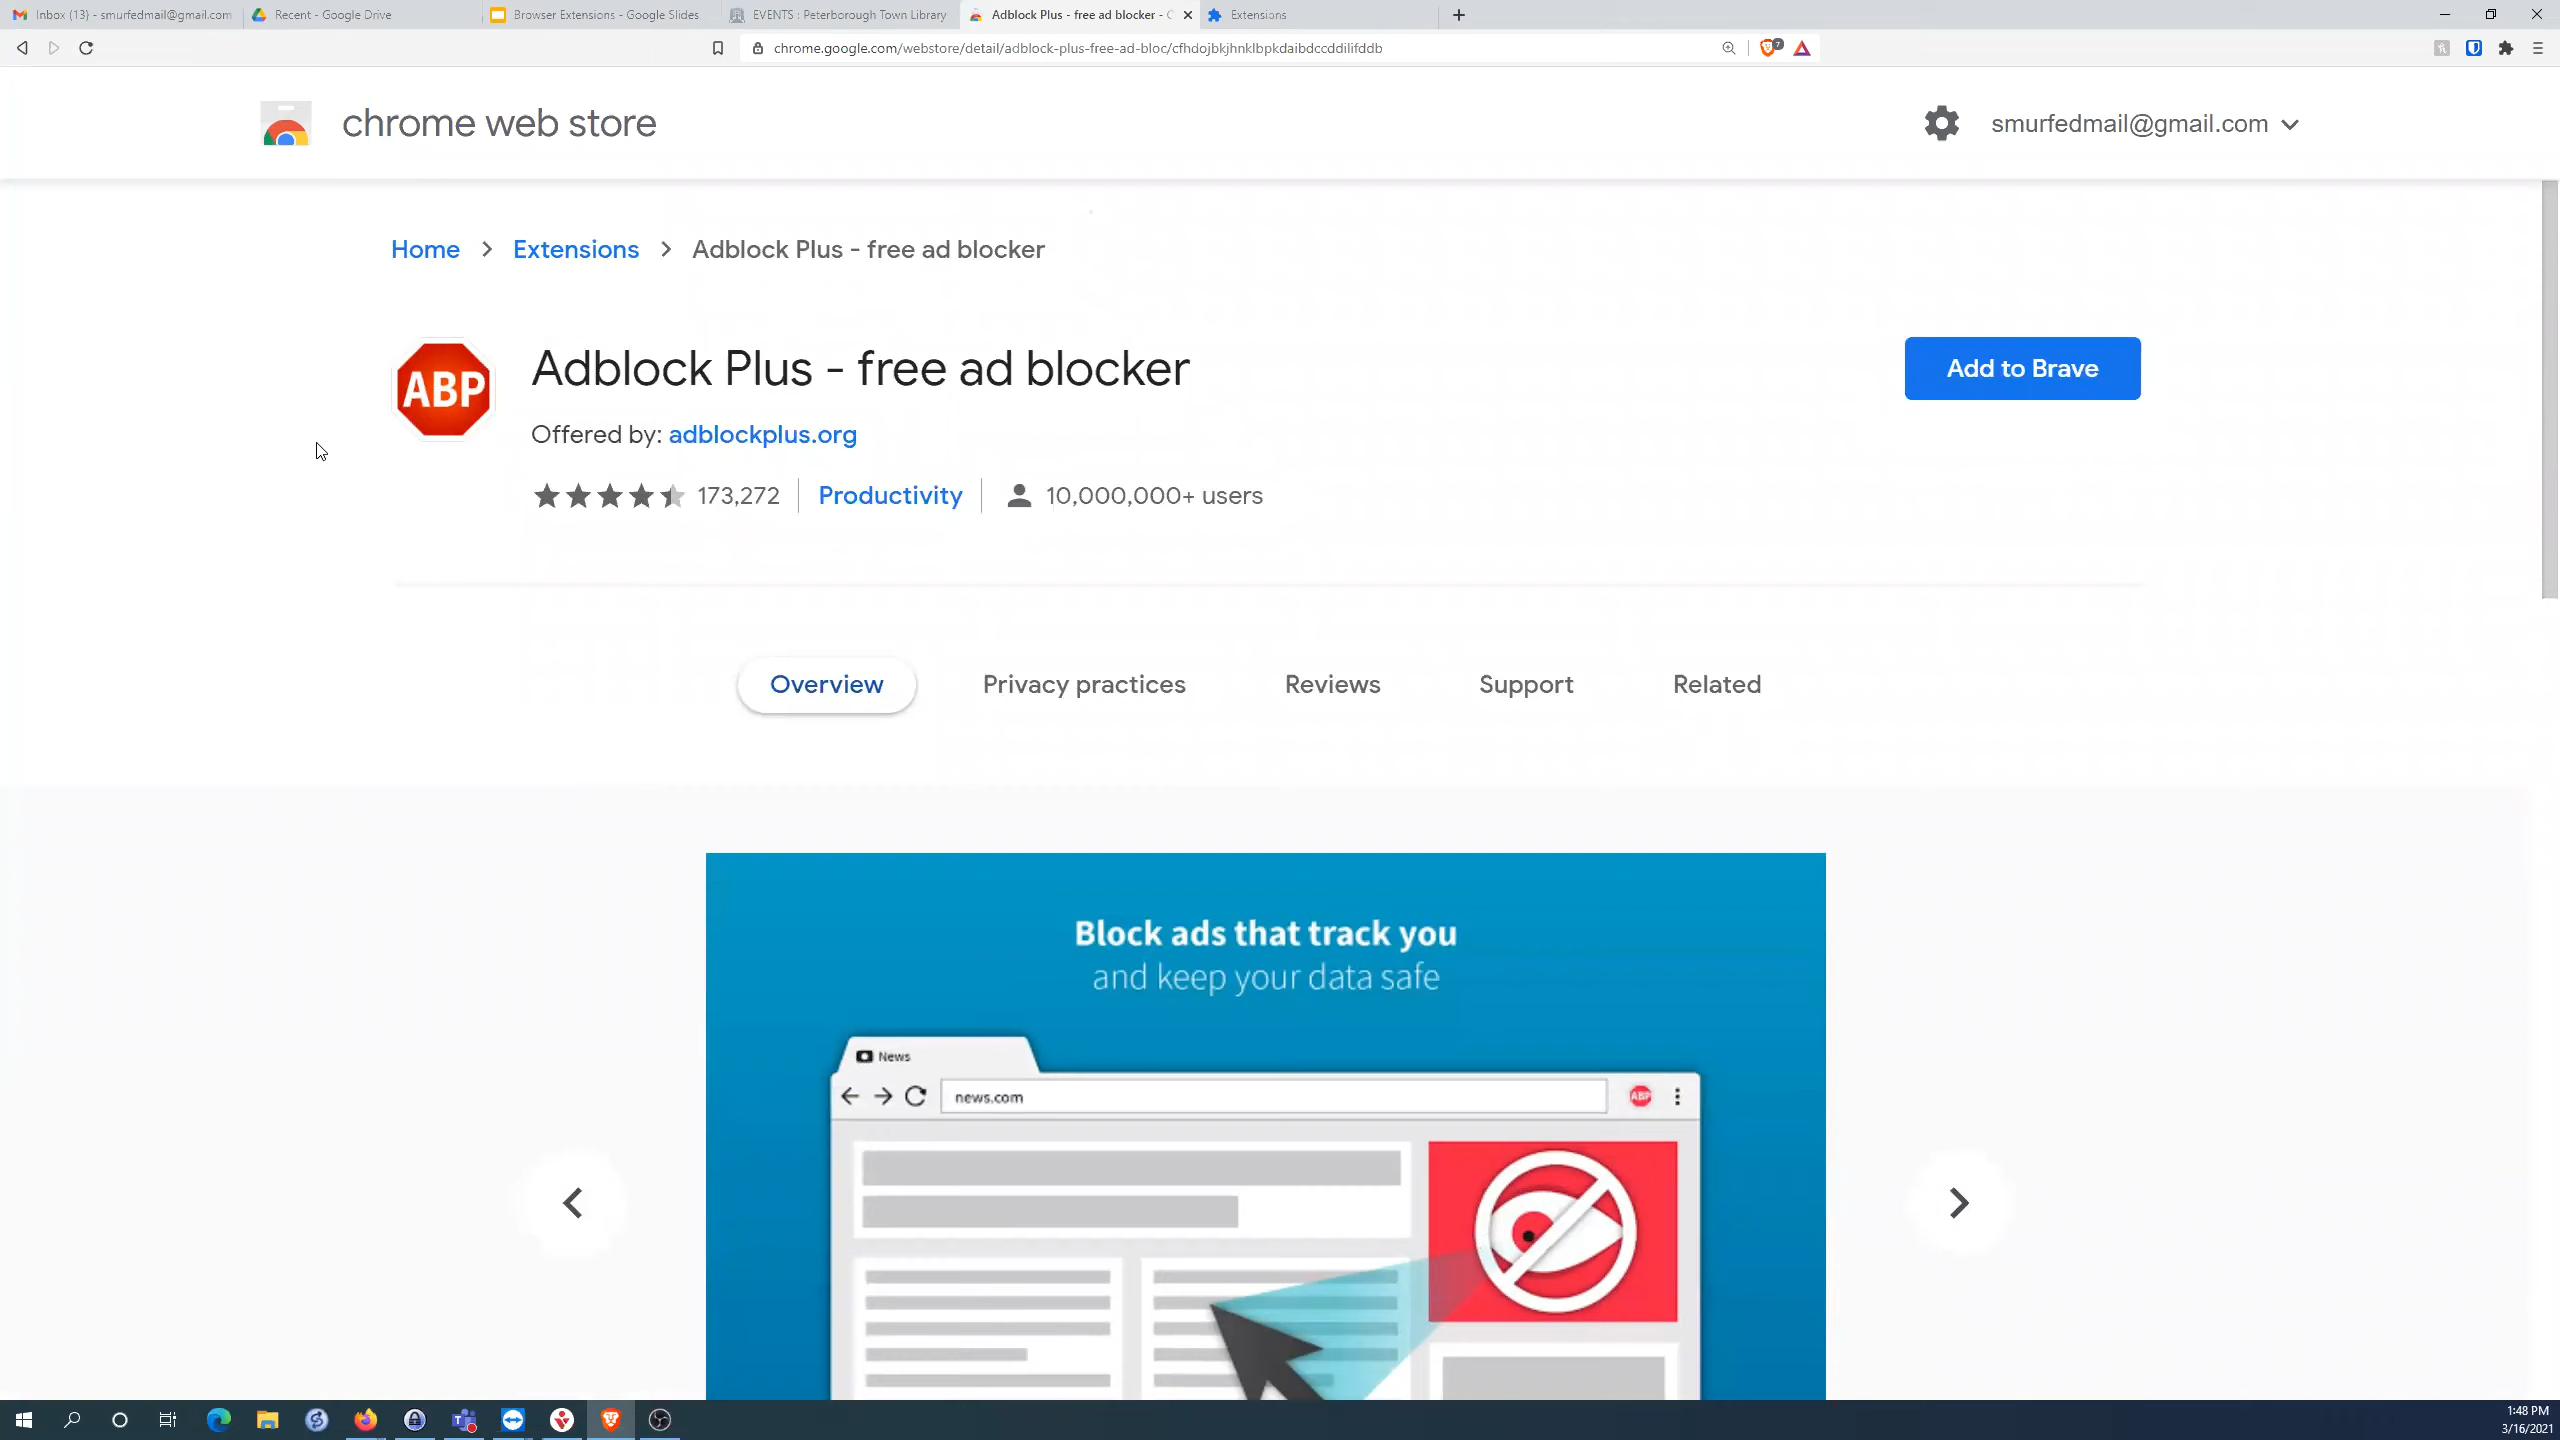 Inbox (13) - smurfedmail@gmail.com
Recent - Google Drive
Browser Extensions - Google Slides
EVENTS : Peterborough Town Library
Adblock Plus - free ad blocker - C
Extensions
chrome.google.com/webstore/detail/adblock-plus-free-ad-bloc/cfhdojbkjhnklbpkdaibdccddilifddb
7
chrome web store
smurfedmail@gmail.com
Home > Extensions > Adblock Plus - free ad blocker
ABP
Adblock Plus - free ad blocker
Add to Brave
Offered by: adblockplus.org
173,272
Productivity
10,000,000+ users
Overview
Privacy practices
Reviews
Support
Related
Block ads that track you
and keep your data safe
News
news.com
ABP
1:48 PM
3/16/2021